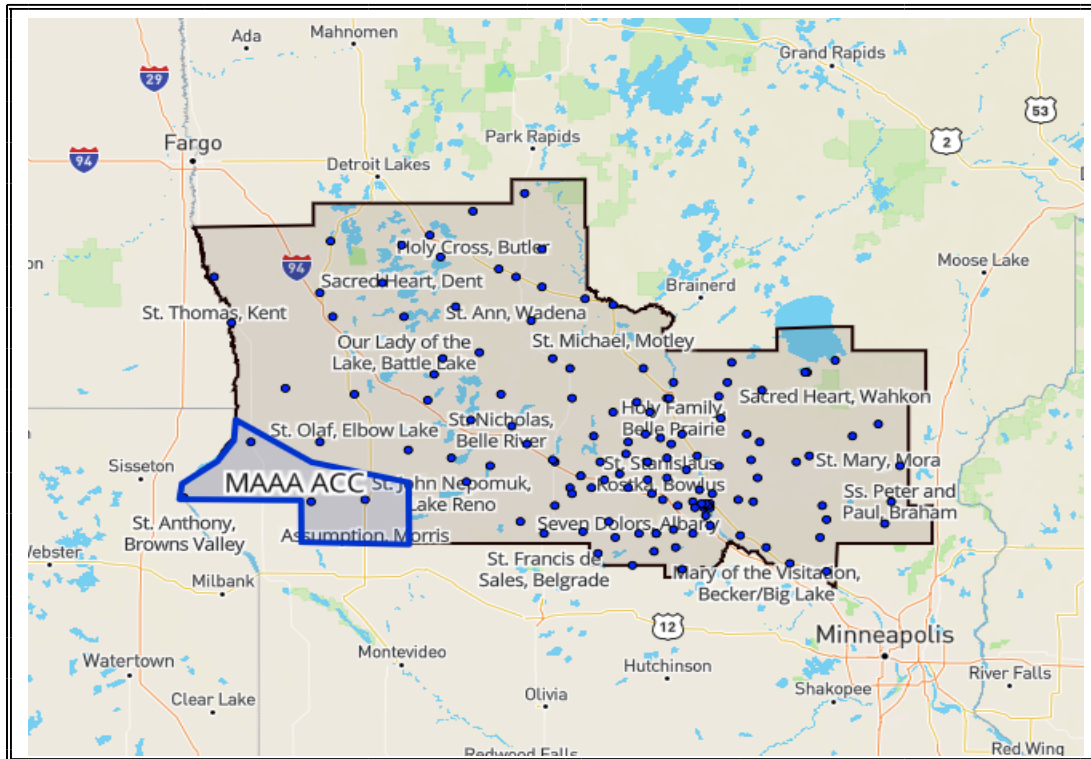 Mahnomen
Ada
Grand Rapids
29
53
Park Rapids
2
Fargo
94
Detroit Lakes
Holy Cross, Butler
Moose Lake
94
Sacred Heart, Dent
Brainerd
St. Thomas, Kent
St. Ann, Wadena
Our Lady of the
Lake, Battle Lake
St. Michael, Motley
Sacred Heart, Wahkon
Holy Family,
Belle Prairie
St. Nicholas,
Belle River
St. Olaf, Elbow Lake
Sisseton
MAAA ACC
St. John Nepomuk,
Lake Reno
St. Stanislaus
Kostka, Bowlus
St. Mary, Mora
Ss. Peter and
Paul, Braham
St. Anthony,
Browns Valley
Assumption, Morris
Seven Dolors, Albany
Webster
St. Francis de
Sales, Belgrade
Mary of the Visitation,
Becker/Big Lake
Milbank
12
Minneapolis
Montevideo
Watertown
Hutchinson
River Falls
Clear Lake
Olivia
Shakopee
Redwood Falls
Red Wing